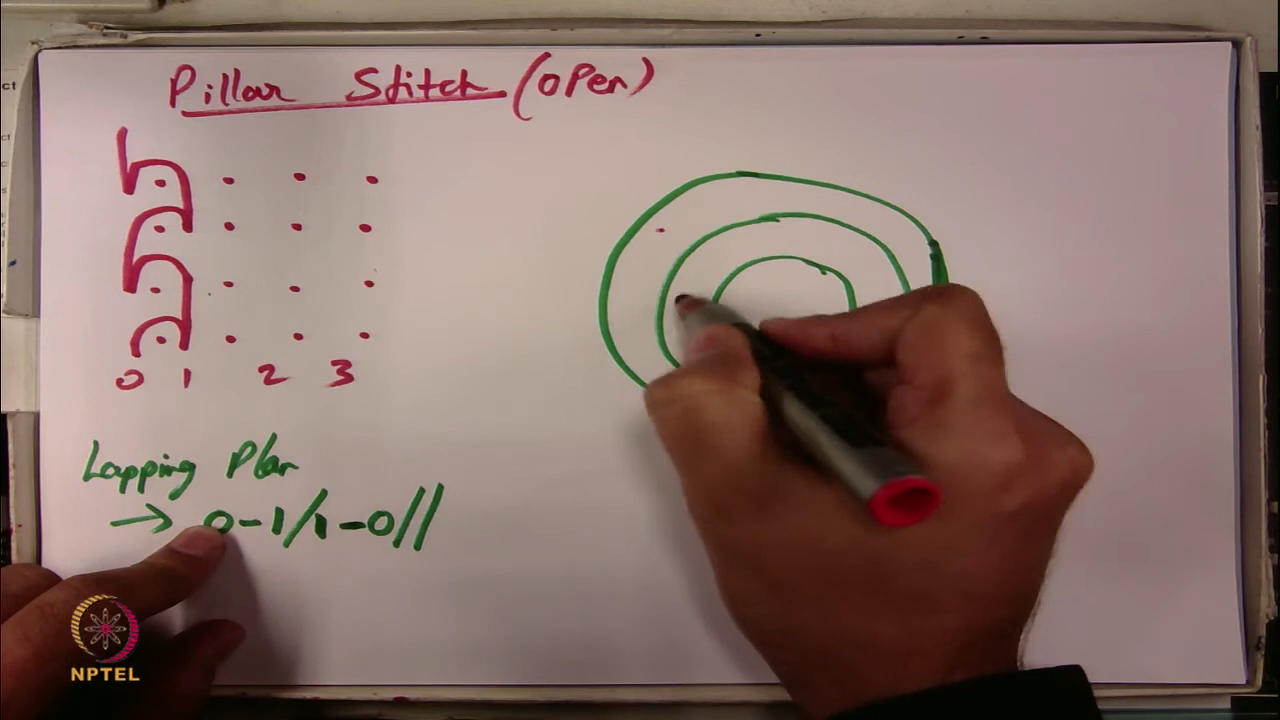 Pillar Stitch (open)
0 1 2 3
Lapping Plan
→ 0-1/1-0//
NPTEL